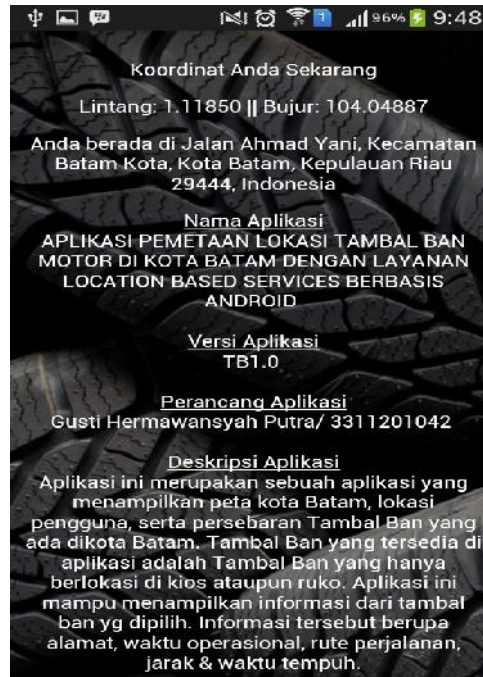 96% 9:48
Koordinat Anda Sekarang
Lintang: 1.11850 || Bujur: 104.04887
Anda berada di Jalan Ahmad Yani, Kecamatan
Batam Kota, Kota Batam, Kepulauan Riau
29444, Indonesia
Nama Aplikasi
APLIKASI PEMETAAN LOKASI TAMBAL BAN
MOTOR DI KOTA BATAM DENGAN LAYANAN
LOCATION BASED SERVICES BERBASIS
ANDROID
Versi Aplikasi
TB1.0
Perancang Aplikasi
Gusti Hermawansyah Putra/ 3311201042
Deskripsi Aplikasi
Aplikasi ini merupakan sebuah aplikasi yang
menampilkan peta kota Batam, lokasi
pengguna, serta persebaran Tambal Ban yang
ada dikota Batam. Tambal Ban yang tersedia di
aplikasi adalah Tambal Ban yang hanya
berlokasi di kios ataupun ruko. Aplikasi ini
mampu menampilkan informasi dari tambal
ban yg dipilih. Informasi tersebut berupa
alamat, waktu operasional, rute perjalanan,
jarak & waktu tempuh.